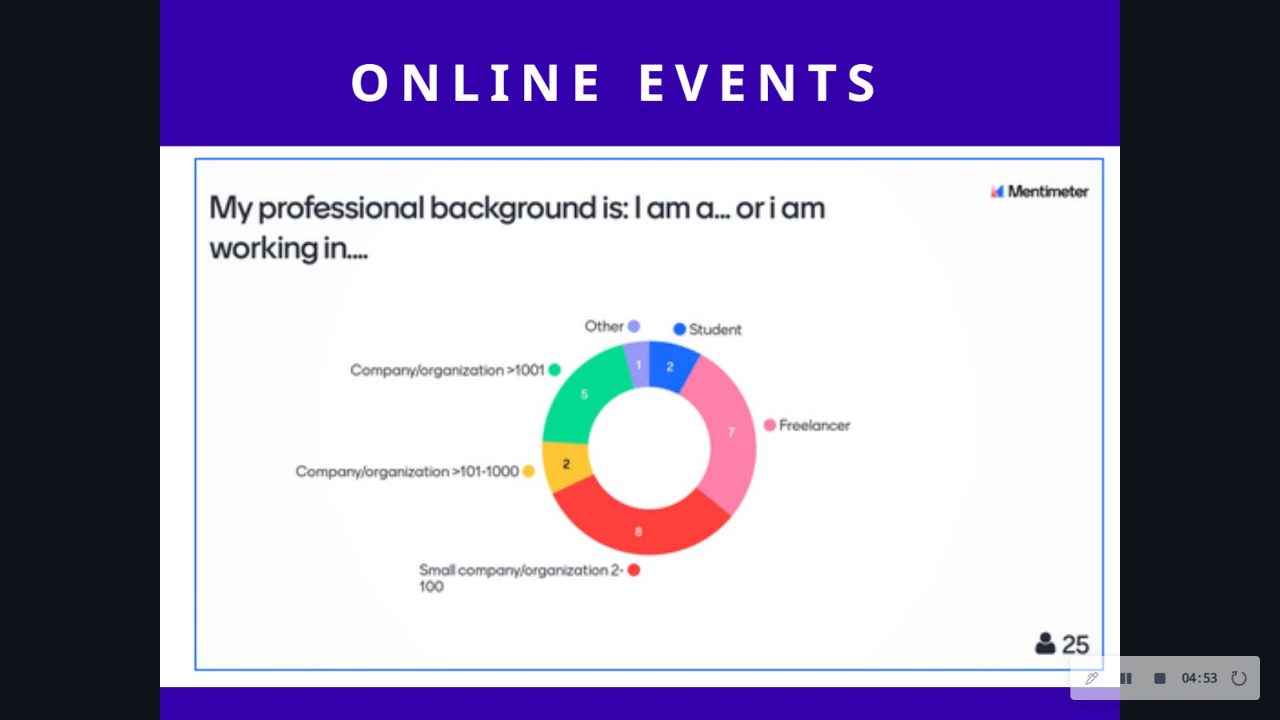 ONLINE EVENTS
Mentimeter
My professional background is: I am a... or i am
working in....
Other
Student
Company/organization >1001
1
2
5
Freelancer
7
Company/organization >101-1000
2
8
Small company/organization 2-
100
25
04:53